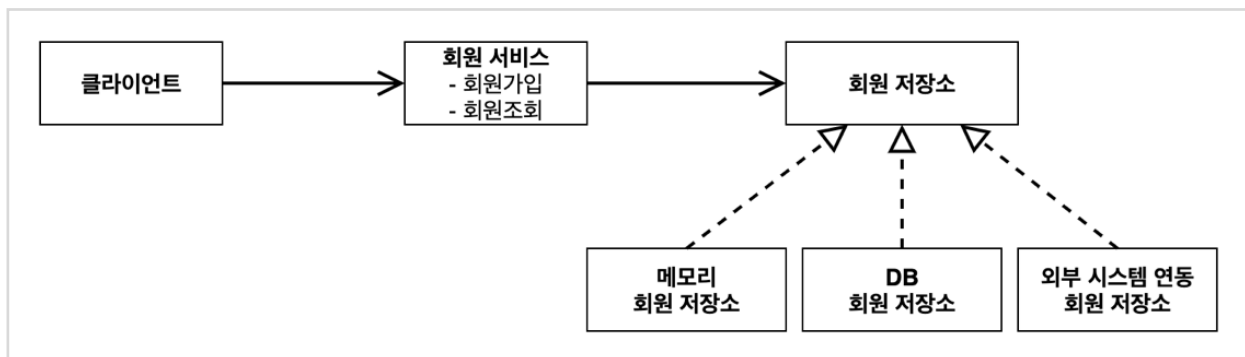 클라이언트
회원 서비스
- 회원가입
- 회원조회
회원 저장소
메모리
회원 저장소
DB
회원 저장소
외부 시스템 연동
회원 저장소